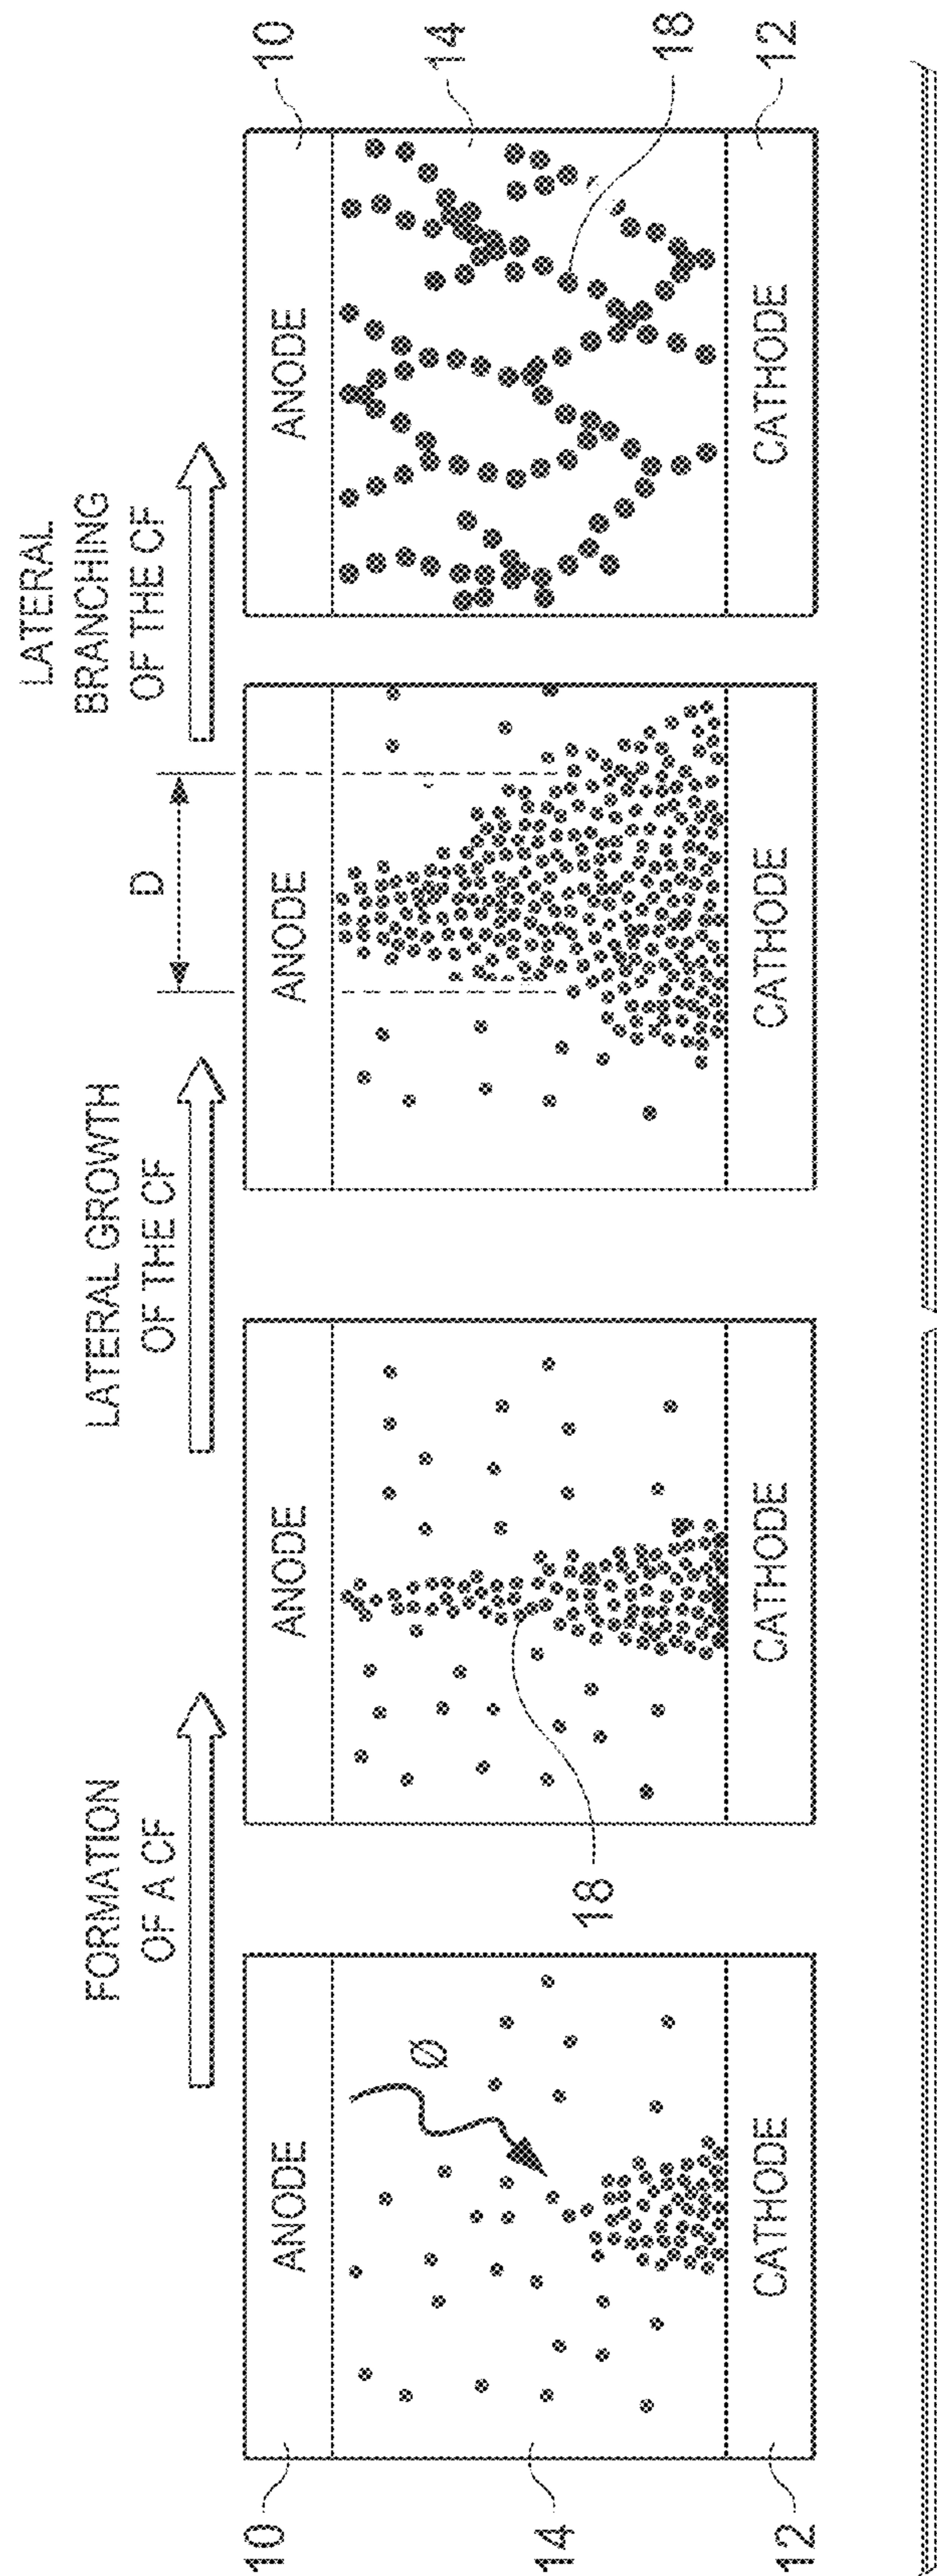 FORMATION
OF A CF
LATERAL GROWTH
OF THE CF
LATERAL
BRANCHING
OF THE CF
D
10
ANODE
ANODE
ANODE
ANODE
10
Ø
14
14
18
18
12
CATHODE
CATHODE
CATHODE
CATHODE
12